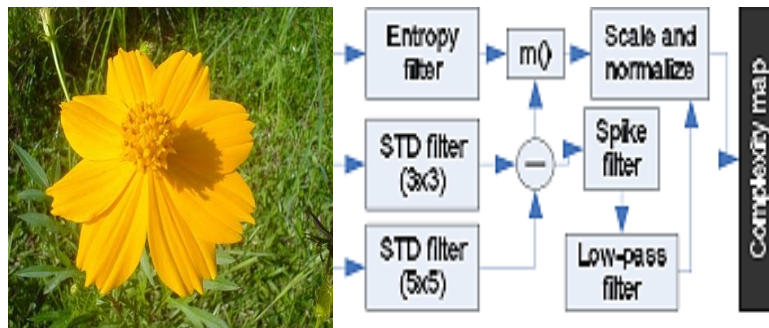 Entropy
filter
m()
Scale and
normalize
STD filter
(3x3)
−
Spike
filter
STD filter
(5x5)
Low-pass
filter
Complexity map